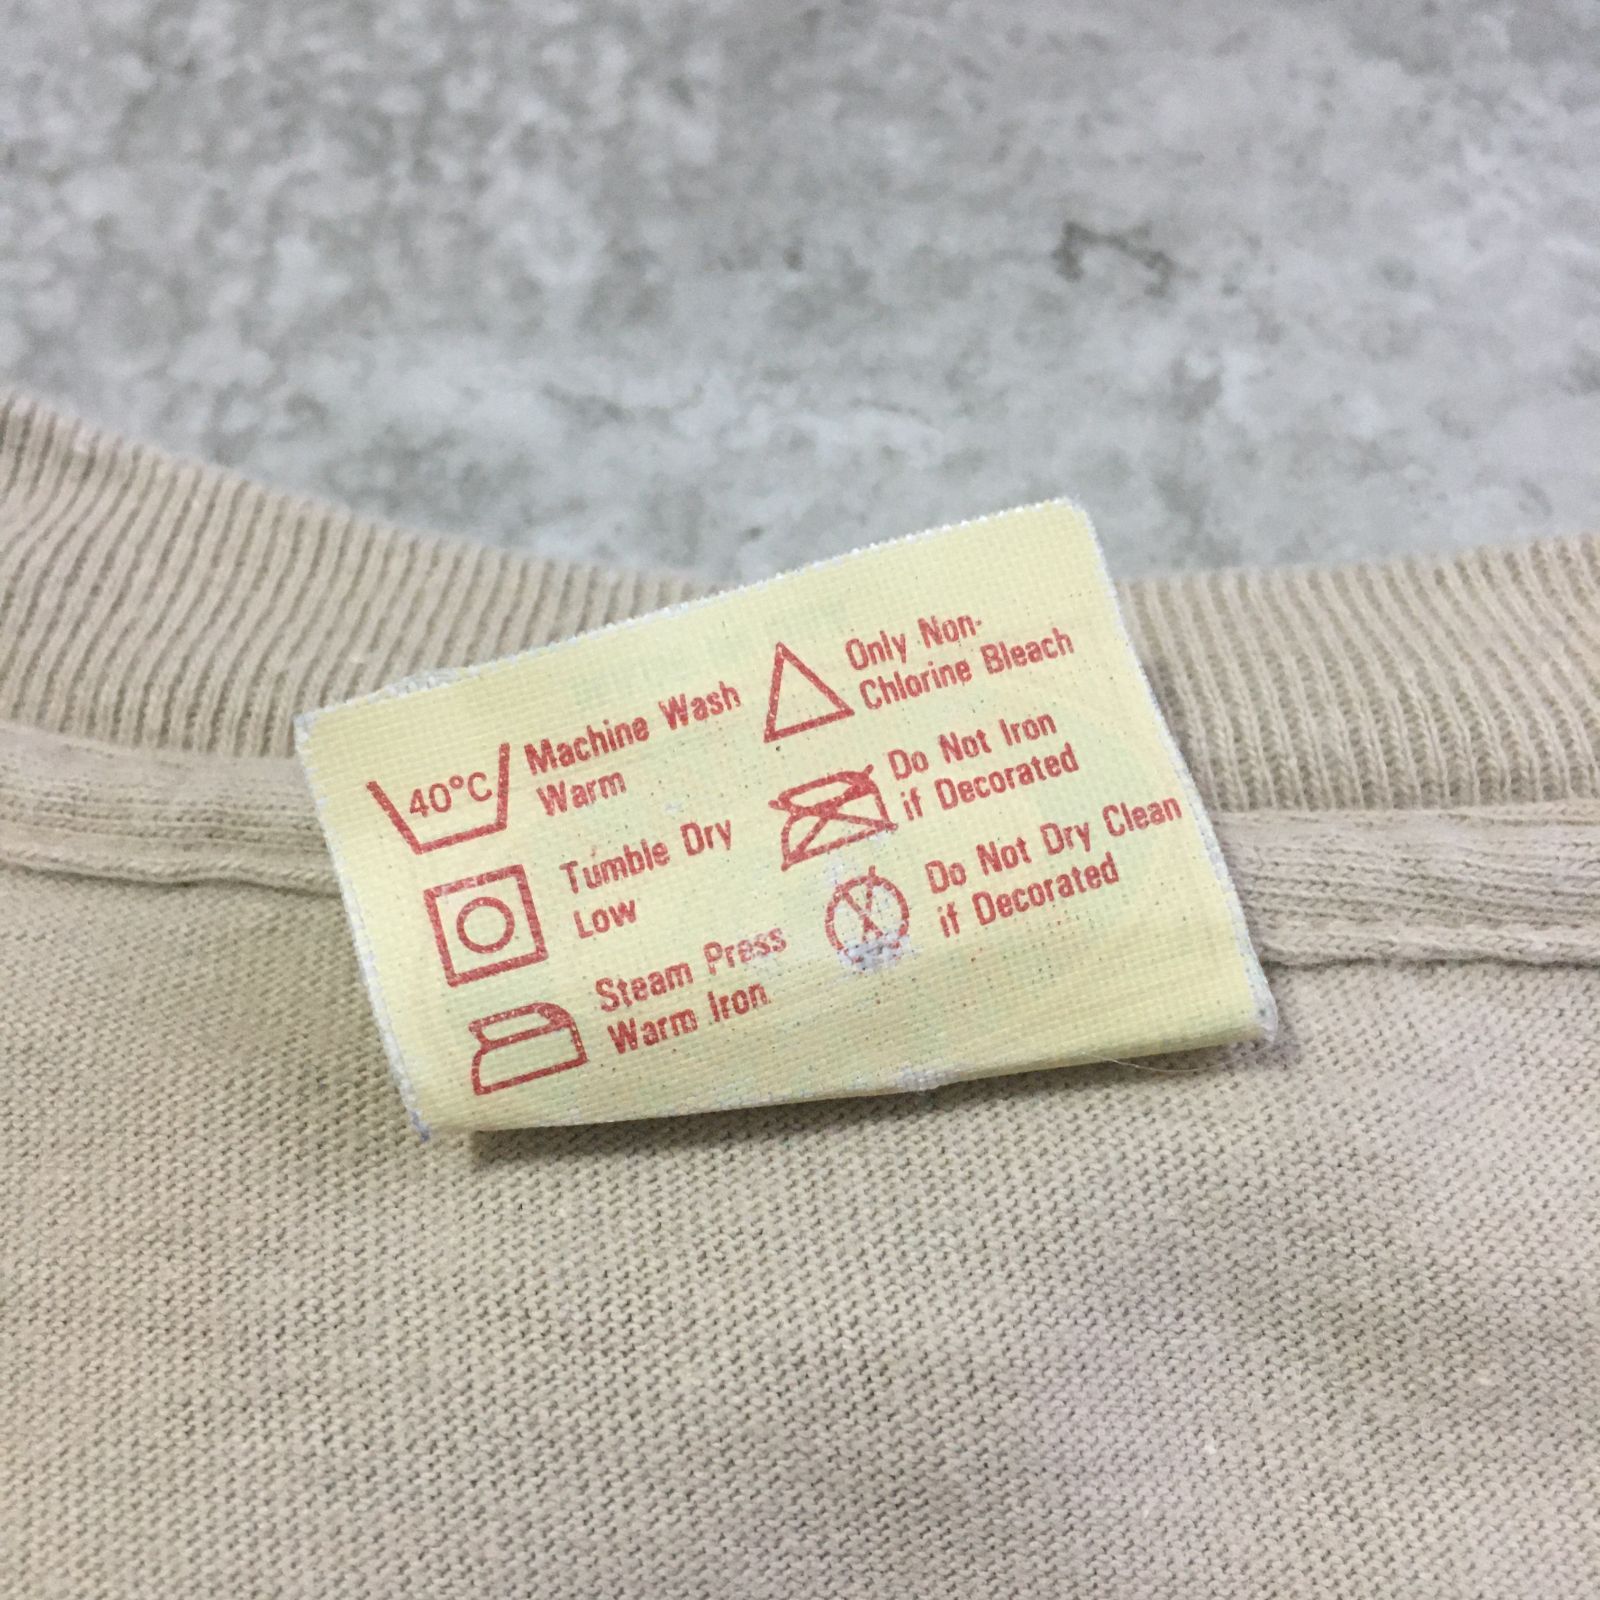 40°C
Machine Wash
Warm
Tumble Dry
Low
Steam Press
Warm Iron
Only Non-
Chlorine Bleach
Do Not Iron
if Decorated
Do Not Dry Clean
if Decorated